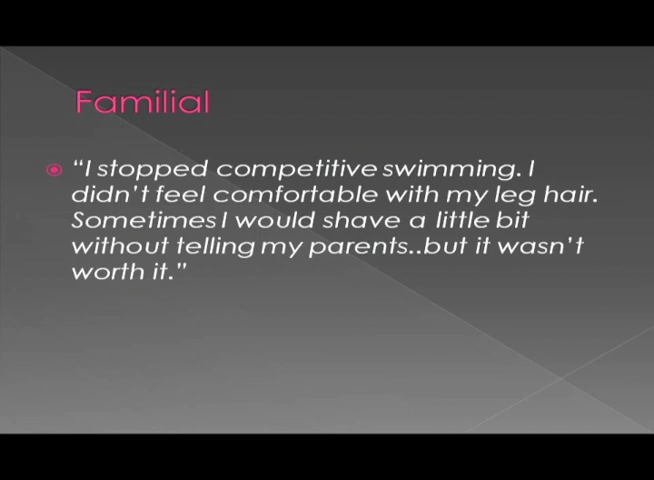 Familial
“I stopped competitive swimming. I
didn’t feel comfortable with my leg hair.
Sometimes I would shave a little bit
without telling my parents..but it wasn’t
worth it.”